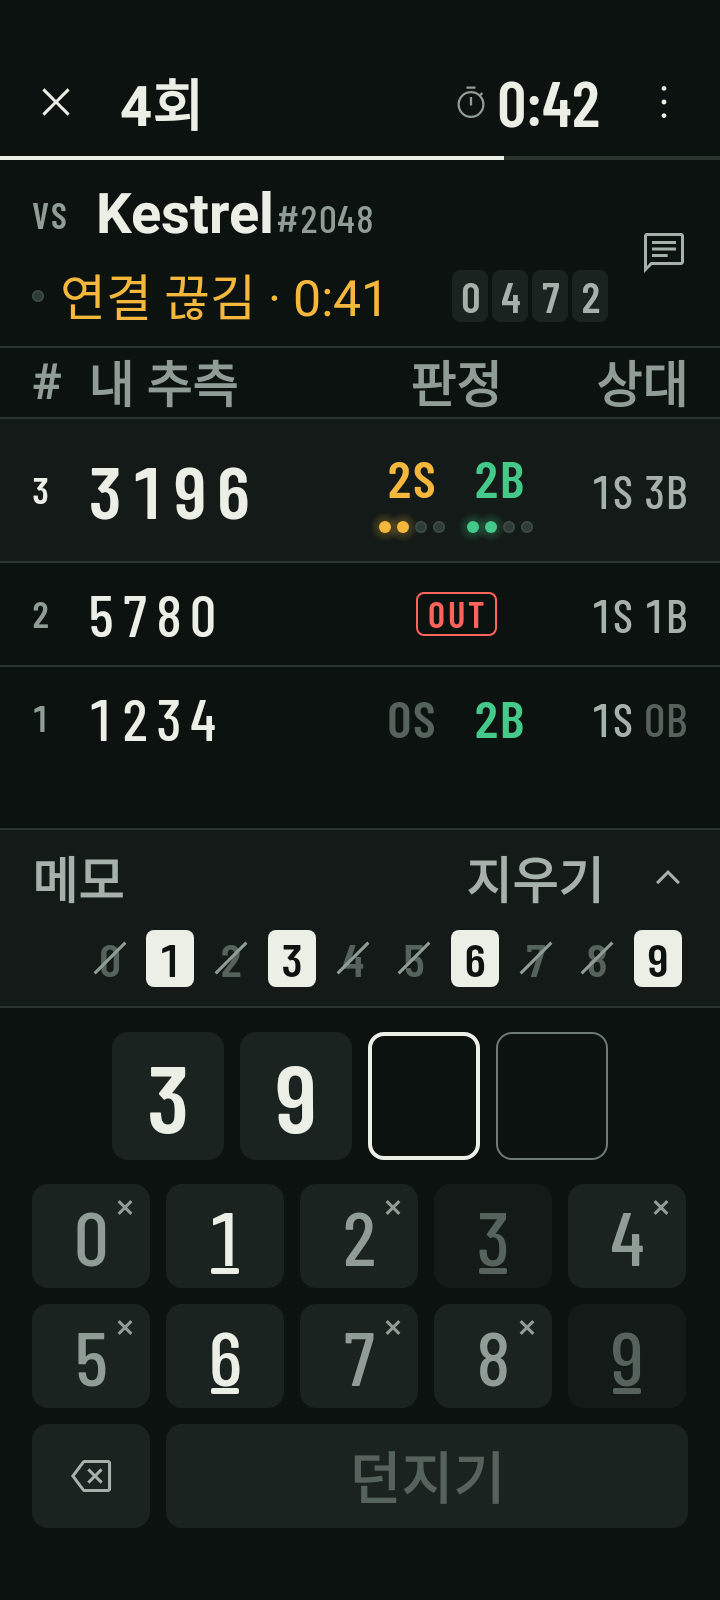 4회 0:42
VS Kestrel#2048
연결 끊김 · 0:41 0 4 7 2
# 내 추측 판정 상대
3 3196 2S 2B 1S 3B
2 5780 OUT 1S 1B
1 1234 0S 2B 1S 0B
메모 지우기
0 1 2 3 4 5 6 7 8 9
3 9
0 1 2 3 4
5 6 7 8 9
던지기